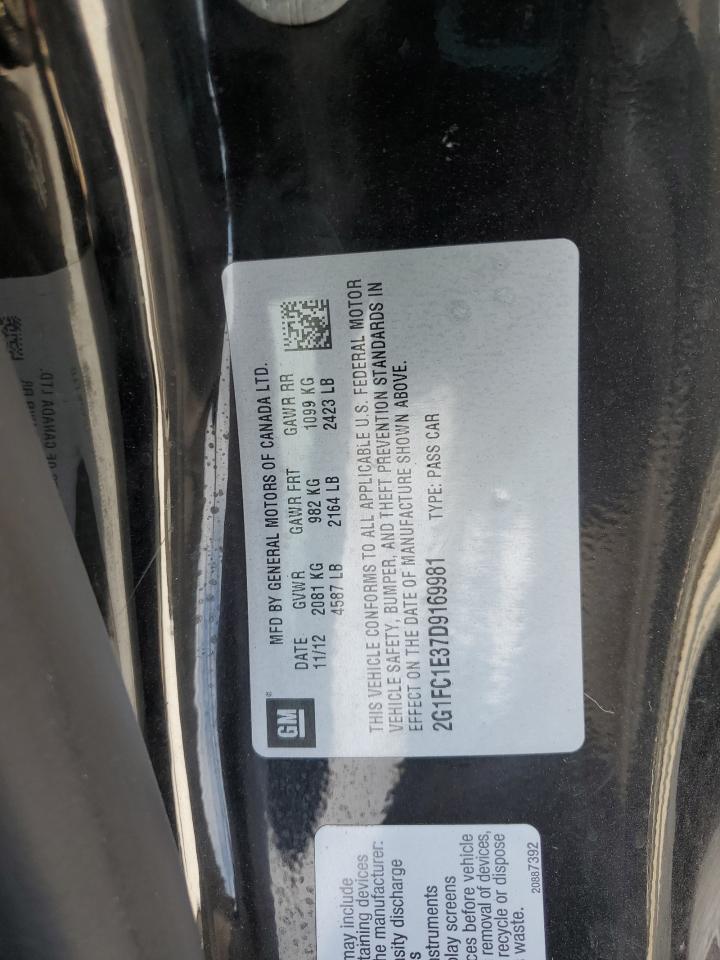 MFD BY GENERAL MOTORS OF CANADA LTD.
DATE GVWR GAWR FRT GAWR RR
11/12 2081 KG 982 KG 1099 KG
4587 LB 2164 LB 2423 LB
GM®
THIS VEHICLE CONFORMS TO ALL APPLICABLE U.S. FEDERAL MOTOR
VEHICLE SAFETY, BUMPER, AND THEFT PREVENTION STANDARDS IN
EFFECT ON THE DATE OF MANUFACTURE SHOWN ABOVE.
2G1FC1E37D9169981 TYPE: PASS CAR
may include
taining devices
he manufacturer:
sity discharge
s
struments
lay screens
ces before vehicle
removal of devices,
recycle or dispose
waste.
20887392